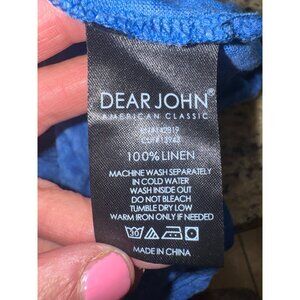 DEAR JOHN®
AMERICAN CLASSIC
100% LINEN
MACHINE WASH SEPARATELY
IN COLD WATER
WASH INSIDE OUT
DO NOT BLEACH
TUMBLE DRY LOW
WARM IRON ONLY IF NEEDED
MADE IN CHINA